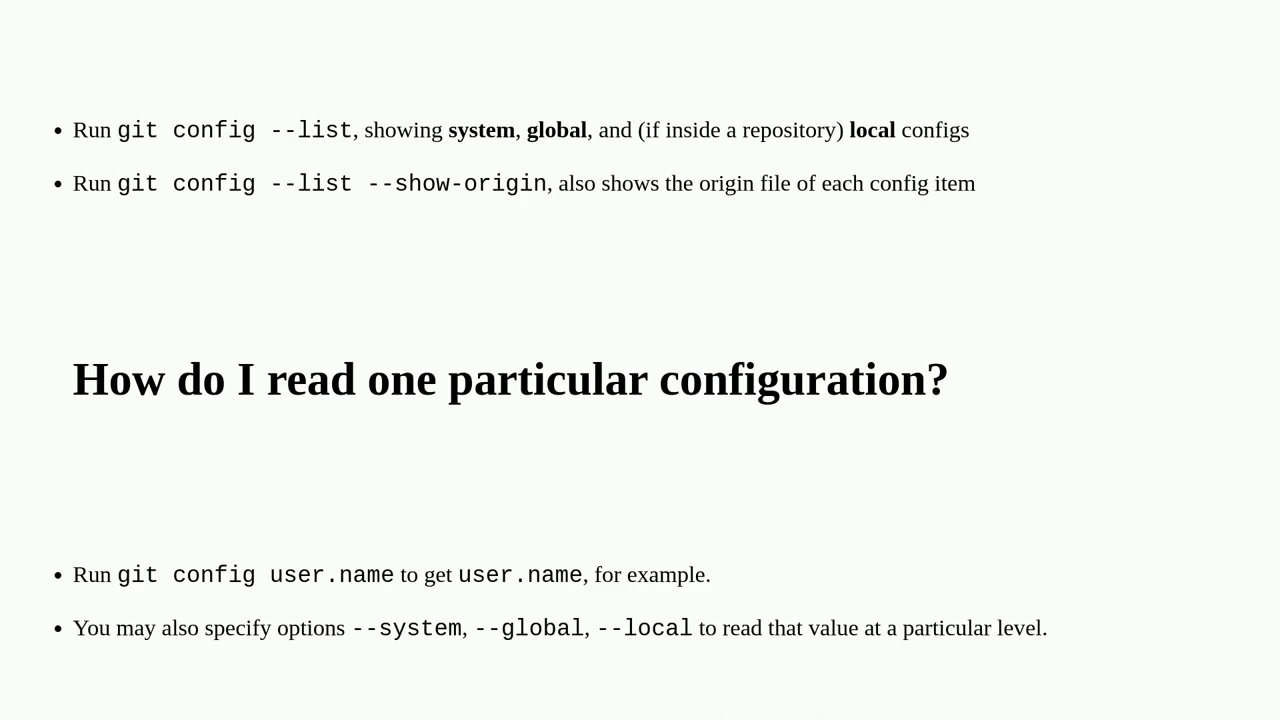 • Run git config --list, showing system, global, and (if inside a repository) local configs
• Run git config --list --show-origin, also shows the origin file of each config item
How do I read one particular configuration?
• Run git config user.name to get user.name, for example.
• You may also specify options --system, --global, --local to read that value at a particular level.